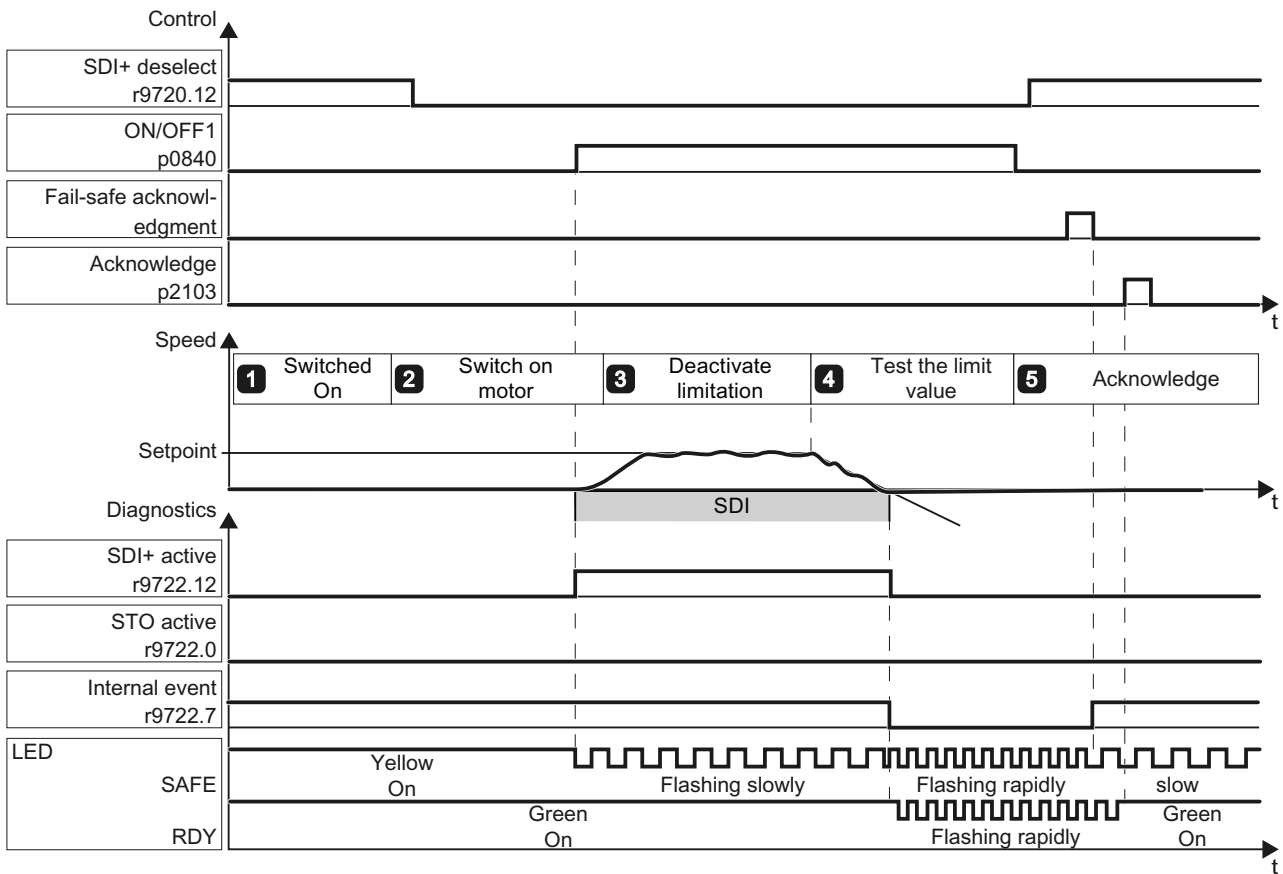 Control
SDI+ deselect
r9720.12
ON/OFF1
p0840
Fail-safe acknowl-
edgment
Acknowledge
p2103
t
Speed
1 Switched
On
2 Switch on
motor
3 Deactivate
limitation
4 Test the limit
value
5 Acknowledge
Setpoint
SDI
t
Diagnostics
SDI+ active
r9722.12
STO active
r9722.0
Internal event
r9722.7
LED
SAFE
Yellow
On
Flashing slowly
Flashing rapidly
slow
RDY
Green
On
Flashing rapidly
Green
On
t